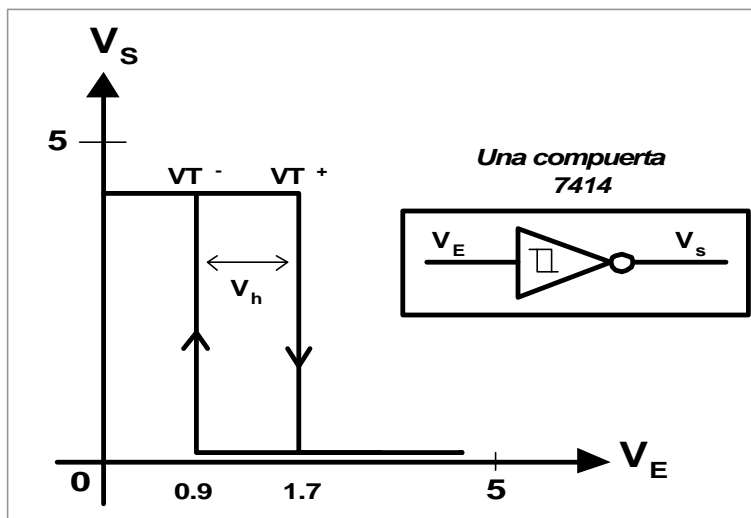 VS
5
VT - VT +
Vh
Una compuerta
7414
VE Vs
0
0.9 1.7 5 VE